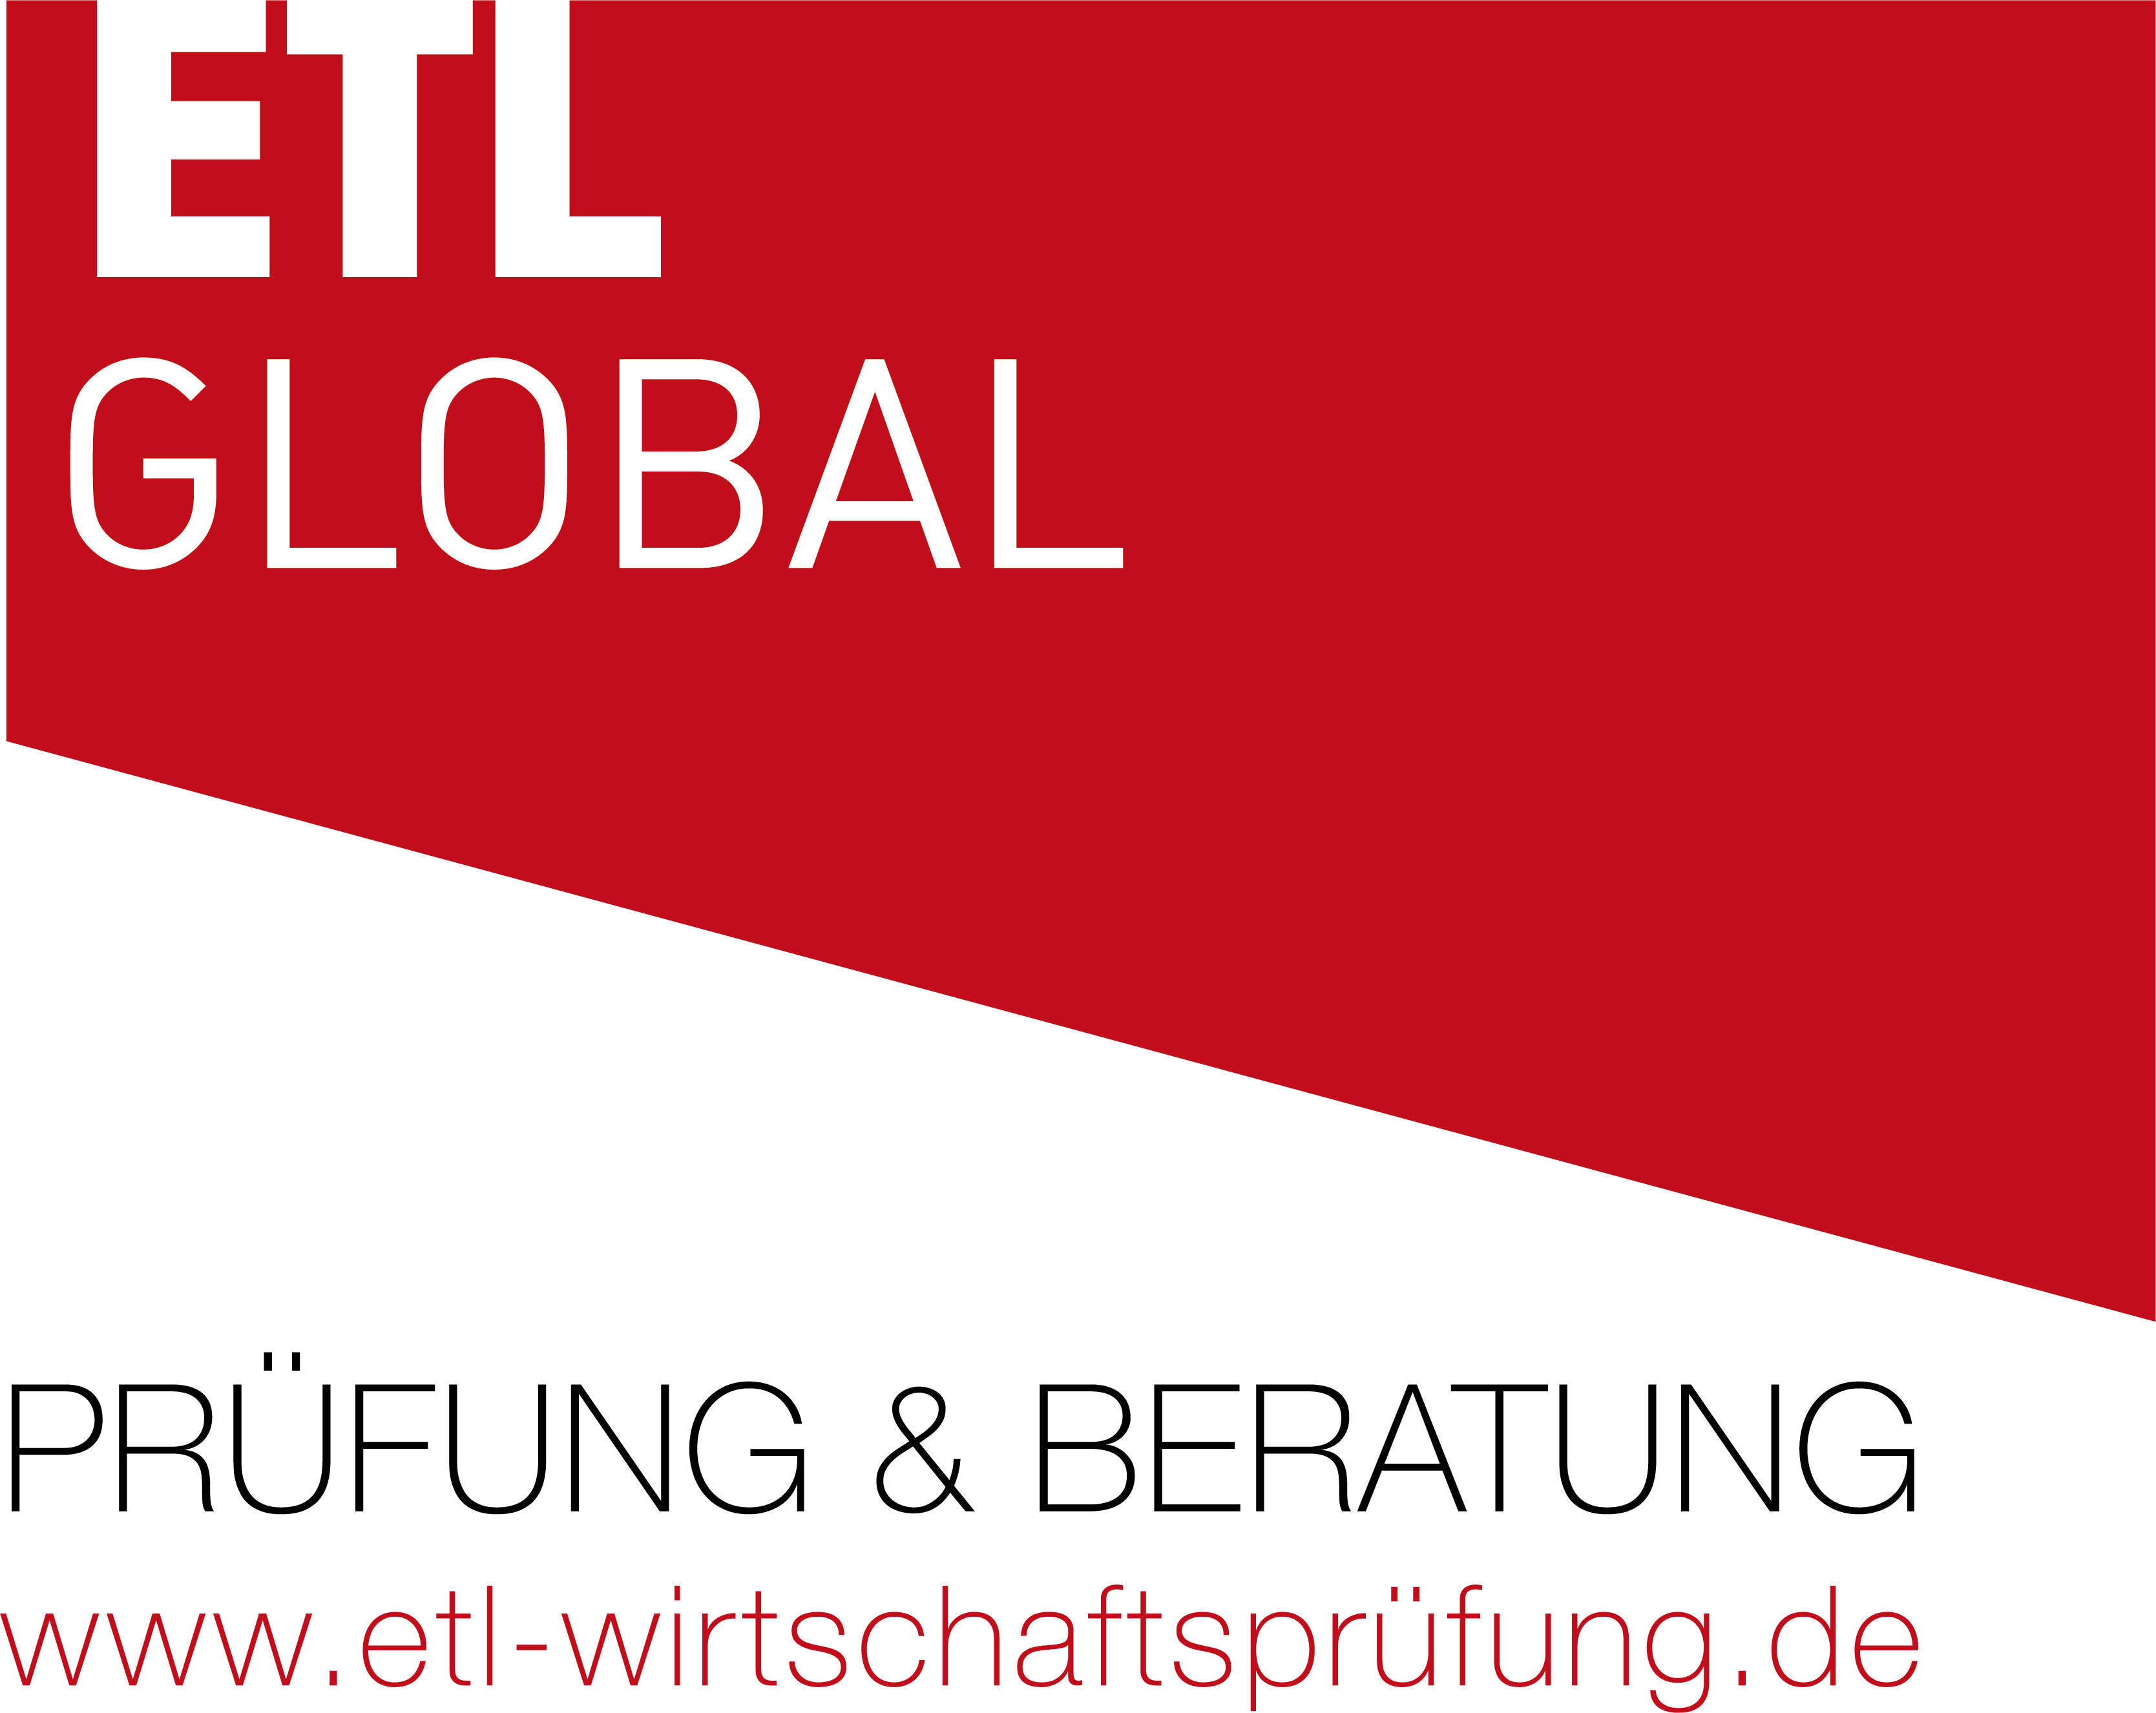 ETL
GLOBAL
PRÜFUNG & BERATUNG
www.etl-wirtschaftsprüfung.de